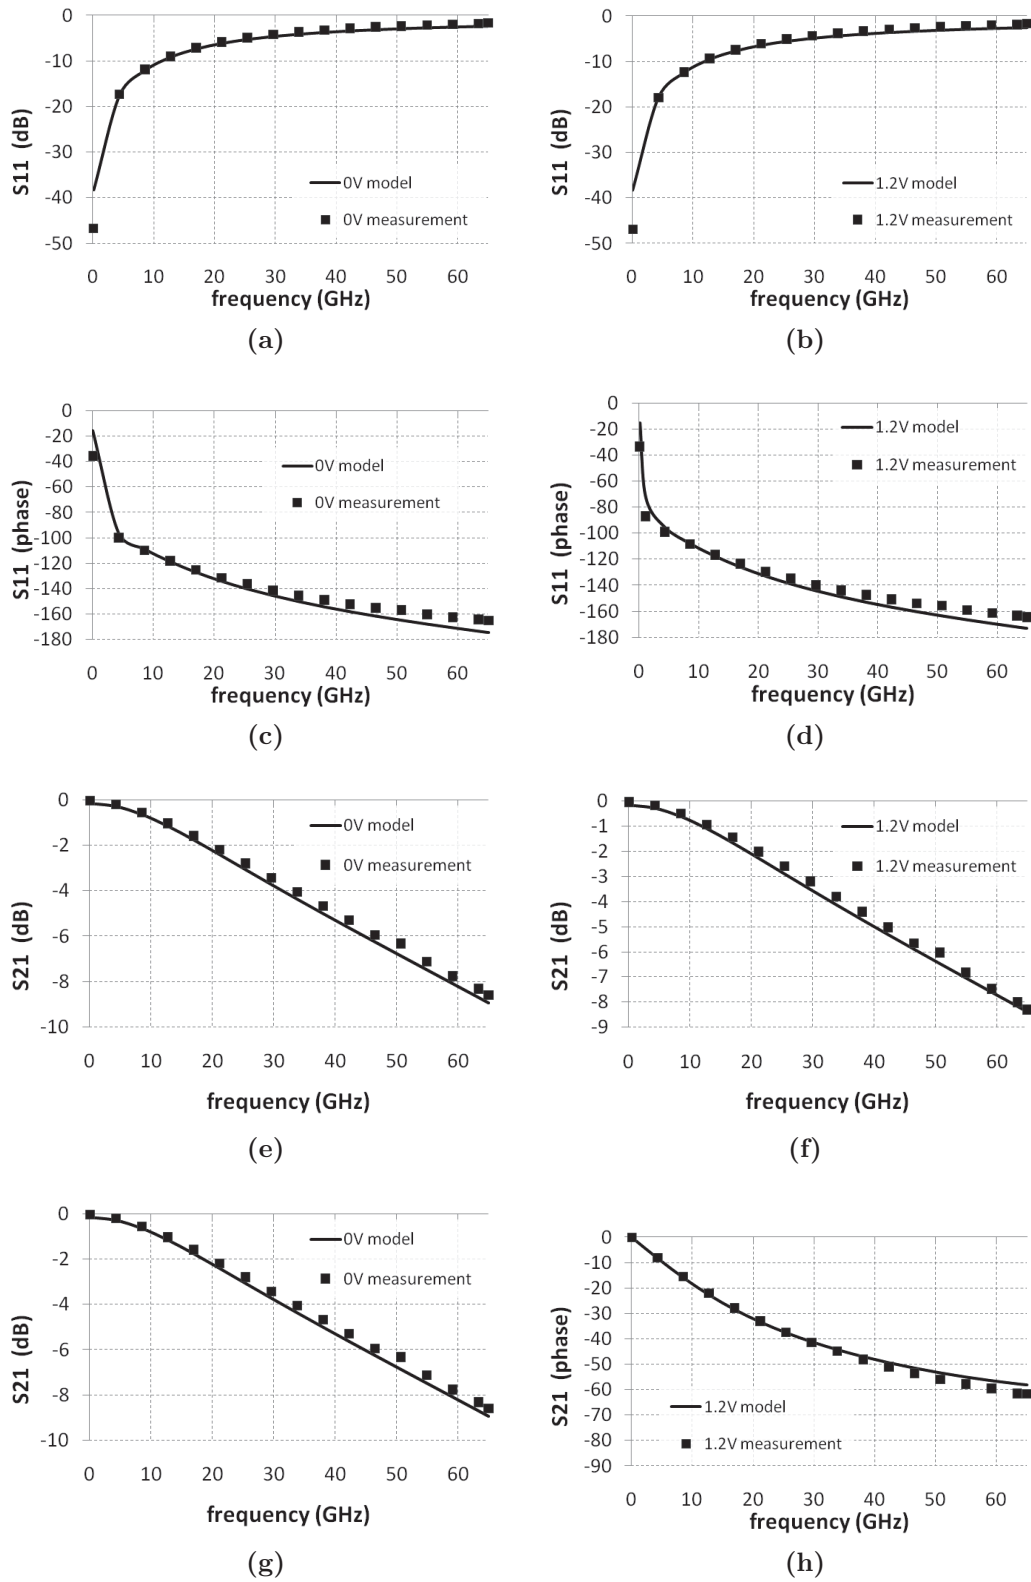 0
-10
-20
-30
-40
-50
S11 (dB)
0V model
0V measurement
0 10 20 30 40 50 60
frequency (GHz)
(a)
0
-10
-20
-30
-40
-50
S11 (dB)
1.2V model
1.2V measurement
0 10 20 30 40 50 60
frequency (GHz)
(b)
0
-20
-40
-60
-80
-100
-120
-140
-160
-180
S11 (phase)
0V model
0V measurement
0 10 20 30 40 50 60
frequency (GHz)
(c)
0
-20
-40
-60
-80
-100
-120
-140
-160
-180
S11 (phase)
1.2V model
1.2V measurement
0 10 20 30 40 50 60
frequency (GHz)
(d)
0
-2
-4
-6
-8
-10
S21 (dB)
0V model
0V measurement
0 10 20 30 40 50 60
frequency (GHz)
(e)
0
-1
-2
-3
-4
-5
-6
-7
-8
-9
S21 (dB)
1.2V model
1.2V measurement
0 10 20 30 40 50 60
frequency (GHz)
(f)
0
-2
-4
-6
-8
-10
S21 (dB)
0V model
0V measurement
0 10 20 30 40 50 60
frequency (GHz)
(g)
0
-10
-20
-30
-40
-50
-60
-70
-80
-90
S21 (phase)
1.2V model
1.2V measurement
0 10 20 30 40 50 60
frequency (GHz)
(h)